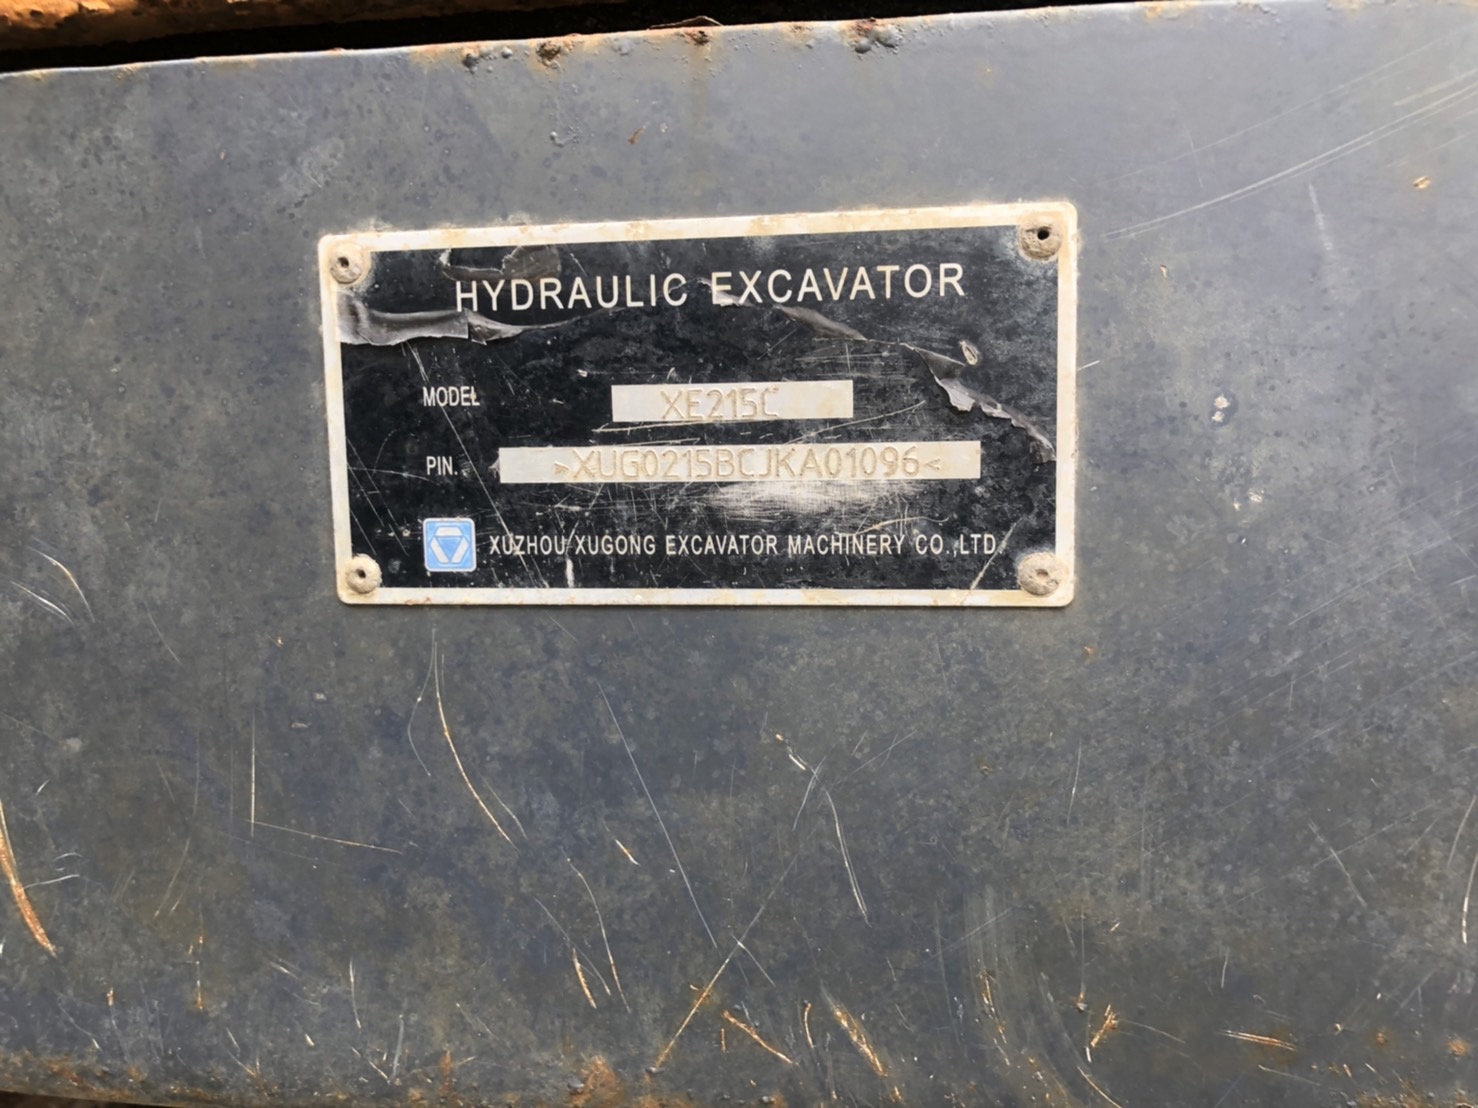 HYDRAULIC EXCAVATOR
MODEL XE215C
PIN. >XUG0215BCJKA01096<
XUZHOU XUGONG EXCAVATOR MACHINERY CO.,LTD.